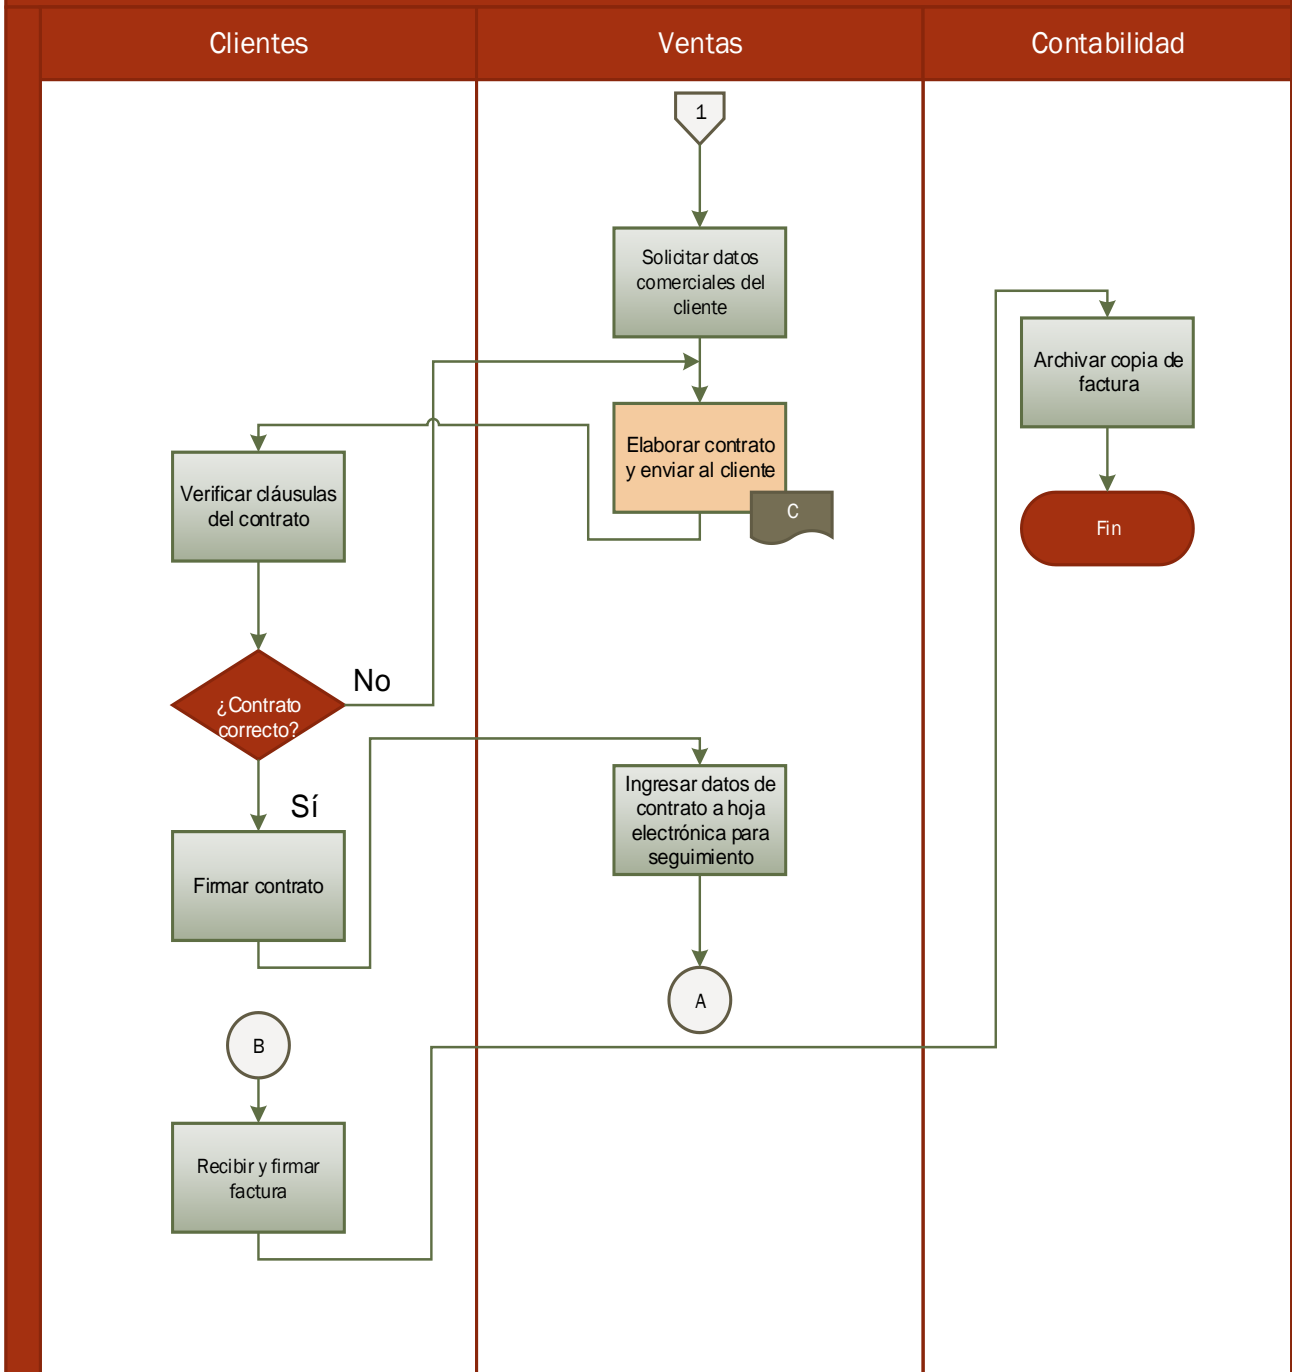 Clientes
Ventas
Contabilidad
1
Solicitar datos
comerciales del
cliente
Archivar copia de
factura
Elaborar contrato
y enviar al cliente
C
Verificar cláusulas
del contrato
Fin
¿Contrato
correcto?
No
Sí
Ingresar datos de
contrato a hoja
electrónica para
seguimiento
Firmar contrato
A
B
Recibir y firmar
factura